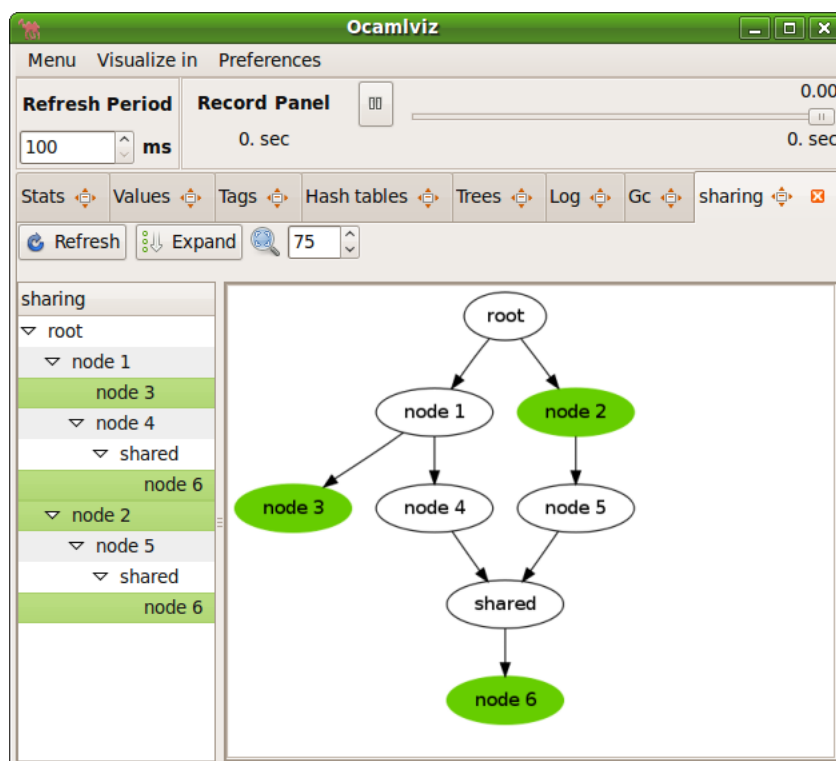 Ocamlviz
Menu Visualize in Preferences
Refresh Period
100 ms
Record Panel
0. sec
0.00
0. sec
Stats Values Tags Hash tables Trees Log Gc sharing
Refresh Expand 75
sharing
root
node 1
node 3
node 4
shared
node 6
node 2
node 5
shared
node 6
root
node 1 node 2
node 3 node 4 node 5
shared
node 6